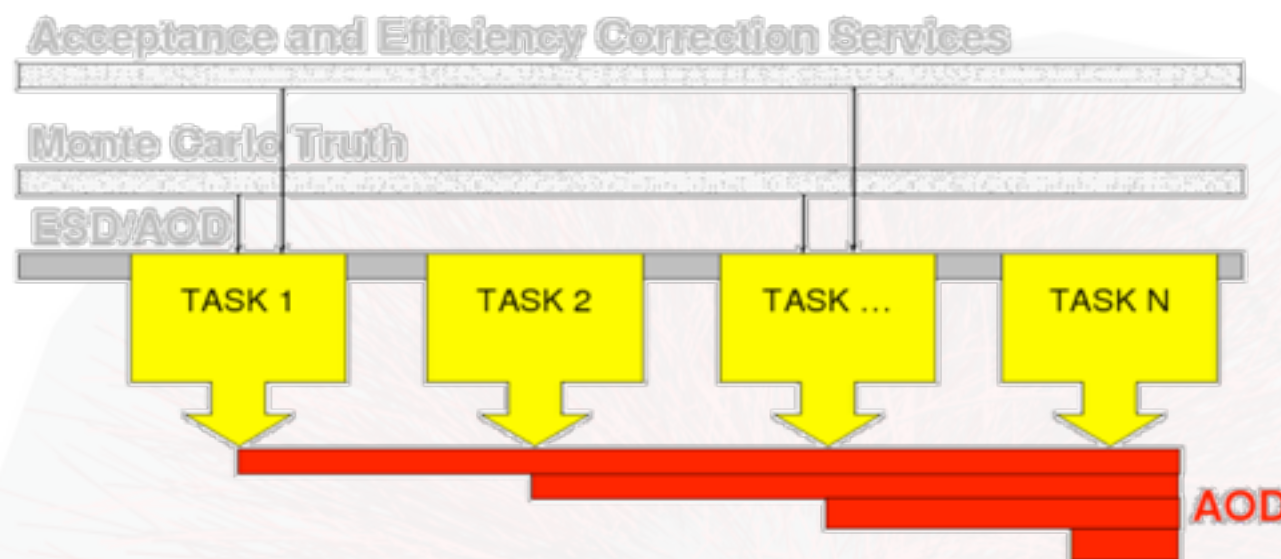 Acceptance and Efficiency Correction Services
Monte Carlo Truth
ESD/AOD
TASK 1
TASK 2
TASK ...
TASK N
AOD